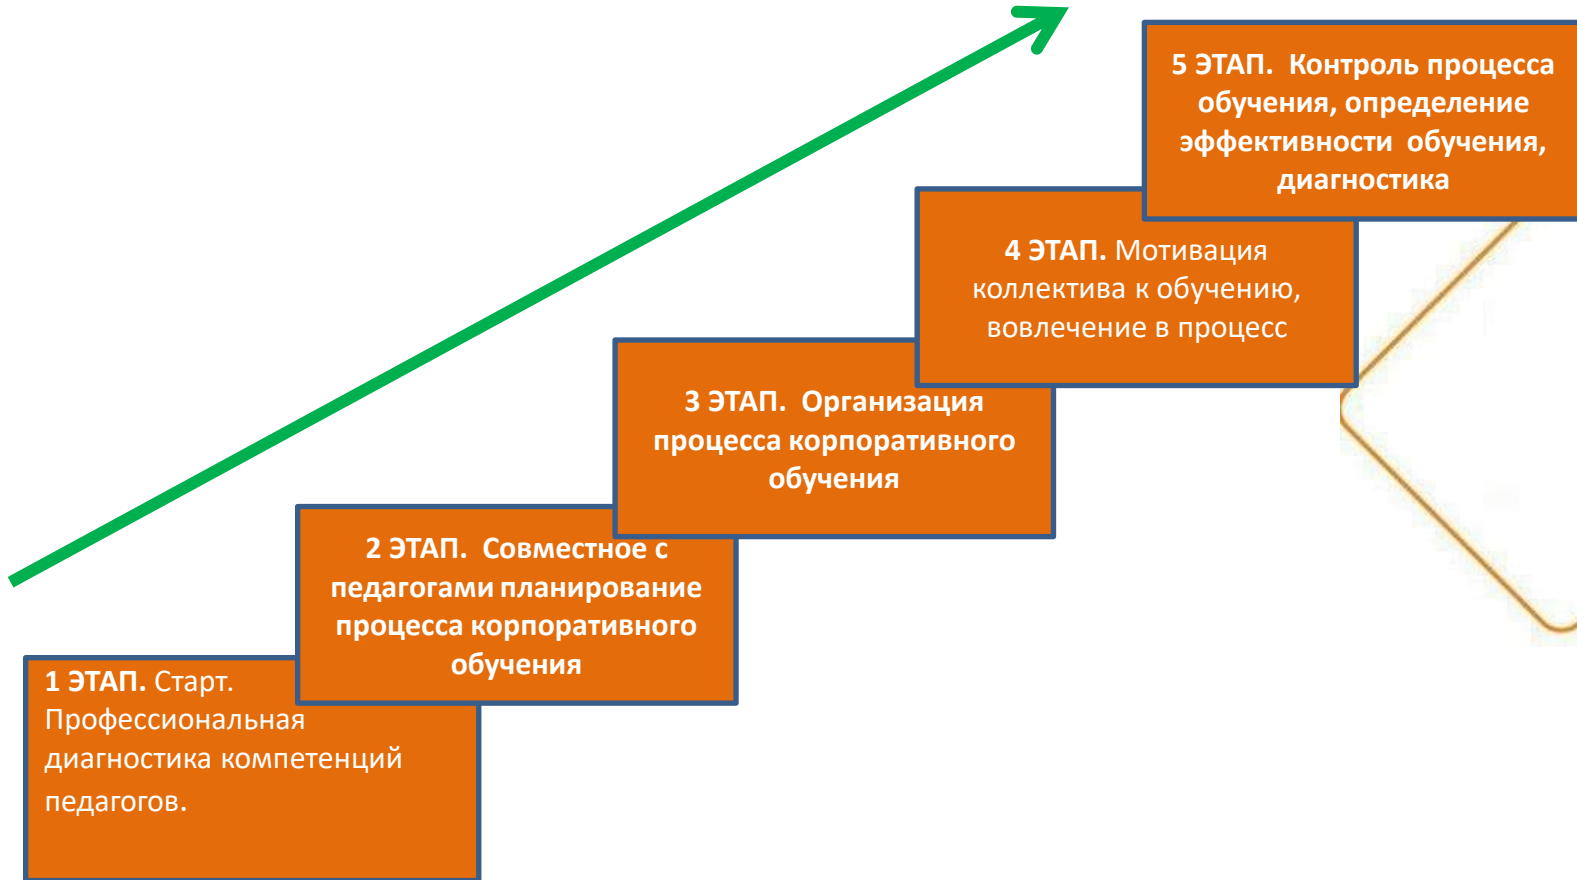 1 ЭТАП. Старт.
Профессиональная
диагностика компетенций
педагогов.
2 ЭТАП. Совместное с
педагогами планирование
процесса корпоративного
обучения
3 ЭТАП. Организация
процесса корпоративного
обучения
4 ЭТАП. Мотивация
коллектива к обучению,
вовлечение в процесс
5 ЭТАП. Контроль процесса
обучения, определение
эффективности обучения,
диагностика